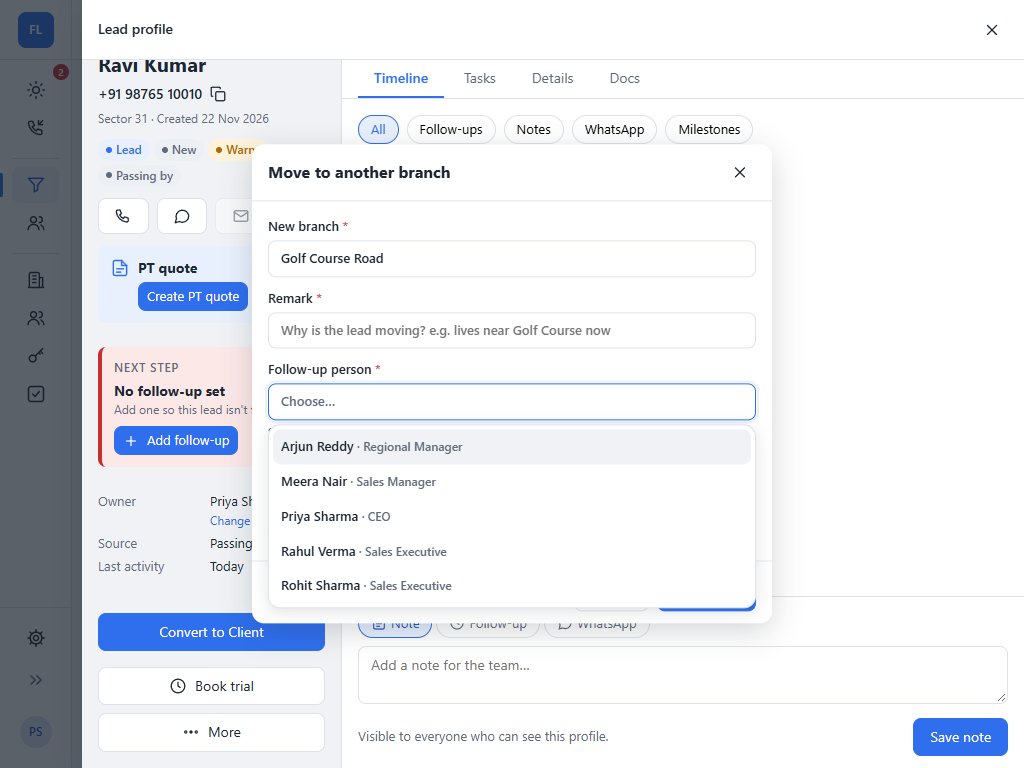 FL
Lead profile
2
Ravi Kumar
+91 98765 10010
Sector 31 · Created 22 Nov 2026
Lead
New
Warm
Passing by
PT quote
Create PT quote
NEXT STEP
No follow-up set
Add one so this lead isn't
Add follow-up
Owner
Priya
Change
Source
Passing
Last activity
Today
Convert to Client
Book trial
More
PS
Timeline
Tasks
Details
Docs
All
Follow-ups
Notes
WhatsApp
Milestones
Move to another branch
New branch *
Golf Course Road
Remark *
Why is the lead moving? e.g. lives near Golf Course now
Follow-up person *
Choose...
Arjun Reddy · Regional Manager
Meera Nair · Sales Manager
Priya Sharma · CEO
Rahul Verma · Sales Executive
Rohit Sharma · Sales Executive
Note
Follow-up
WhatsApp
Add a note for the team...
Visible to everyone who can see this profile.
Save note